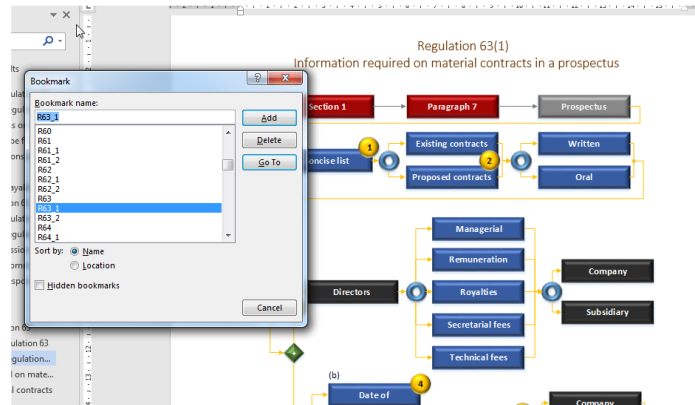 Regulation 63(1)
Information required on material contracts in a prospectus
Bookmark
Bookmark name:
R63_1
R60
R61
R61_1
R61_2
R62
R62_1
R62_2
R63
R63_1
R63_2
R64
R64_1
Add
Delete
Go To
Sort by:
Name
Location
Hidden bookmarks
Cancel
Section 1
Paragraph 7
Prospectus
1
Existing contracts
Written
oncise list
2
Proposed contracts
Oral
Managerial
Remuneration
Company
Directors
Royalties
Subsidiary
Secretarial fees
Technical fees
(b)
4
Date of
Company
ulation 63
gulation...
l on mate...
l contracts